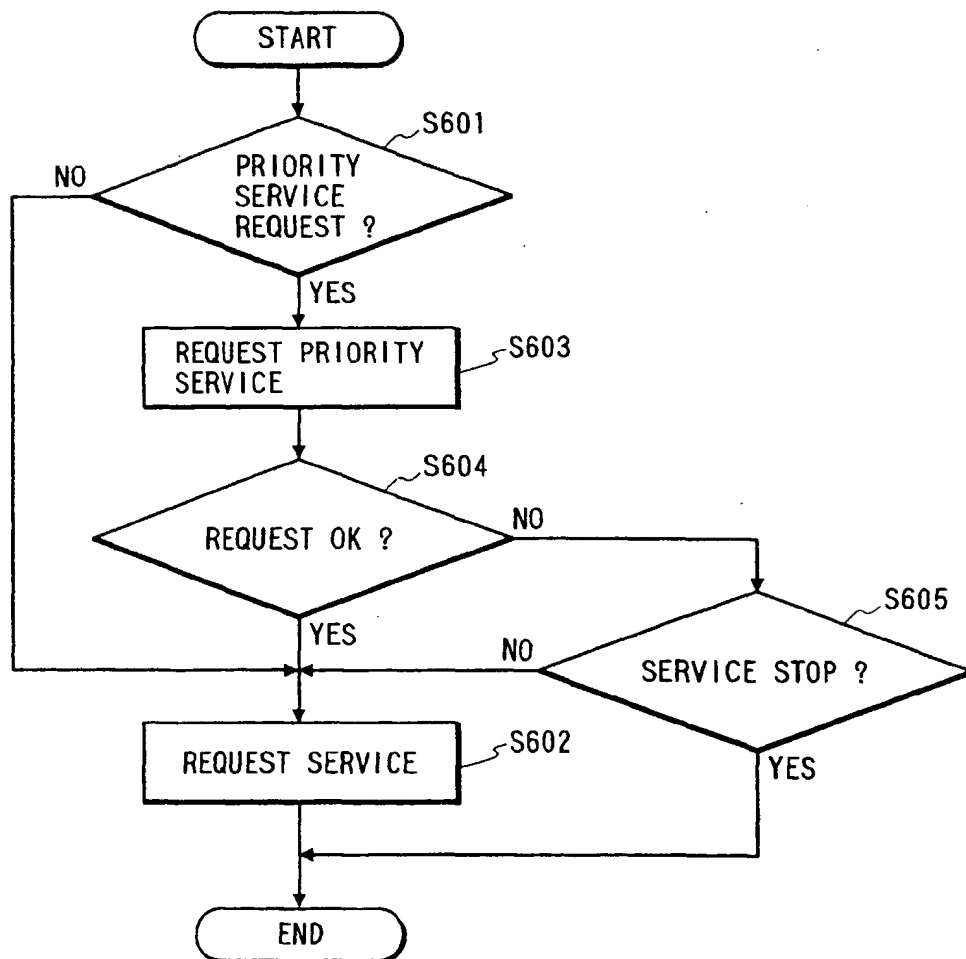 START
S601
NO
PRIORITY
SERVICE
REQUEST ?
YES
REQUEST PRIORITY
SERVICE
S603
S604
REQUEST OK ?
NO
YES
S605
NO
SERVICE STOP ?
REQUEST SERVICE
S602
YES
END